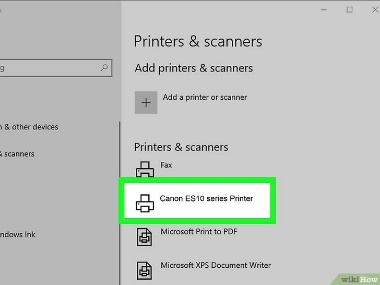 Printers & scanners
Add printers & scanners
Add a printer or scanner
& other devices
& scanners
Printers & scanners
Fax
Canon ES10 series Printer
Microsoft Print to PDF
indows Ink
Microsoft XPS Document Writer
wikiHow